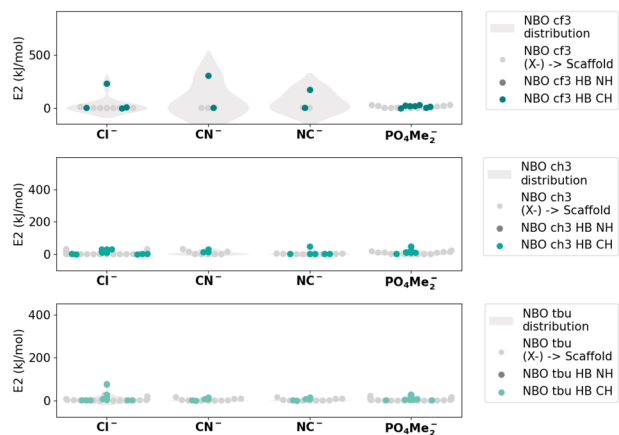 E2 (kJ/mol)
500
0
Cl⁻ CN⁻ NC⁻ PO₄Me₂⁻
NBO cf3
distribution
NBO cf3
(X-) -> Scaffold
NBO cf3 HB NH
NBO cf3 HB CH
E2 (kJ/mol)
400
200
0
Cl⁻ CN⁻ NC⁻ PO₄Me₂⁻
NBO ch3
distribution
NBO ch3
(X-) -> Scaffold
NBO ch3 HB NH
NBO ch3 HB CH
E2 (kJ/mol)
400
200
0
Cl⁻ CN⁻ NC⁻ PO₄Me₂⁻
NBO tbu
distribution
NBO tbu
(X-) -> Scaffold
NBO tbu HB NH
NBO tbu HB CH